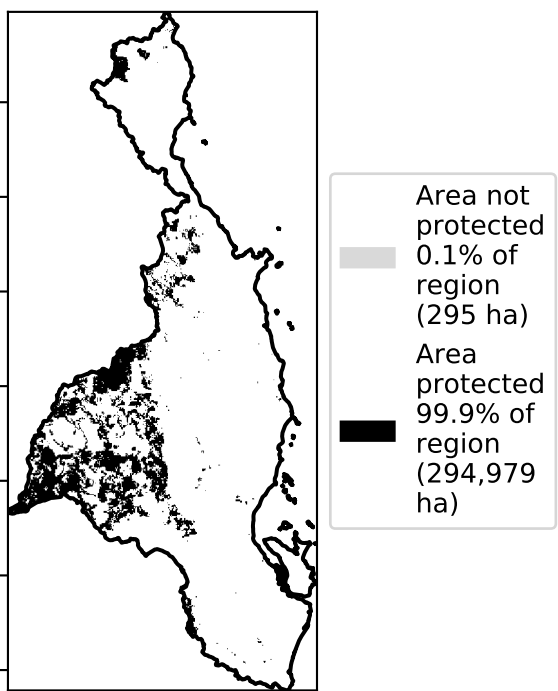 Area not
protected
0.1% of
region
(295 ha)
Area
protected
99.9% of
region
(294,979
ha)